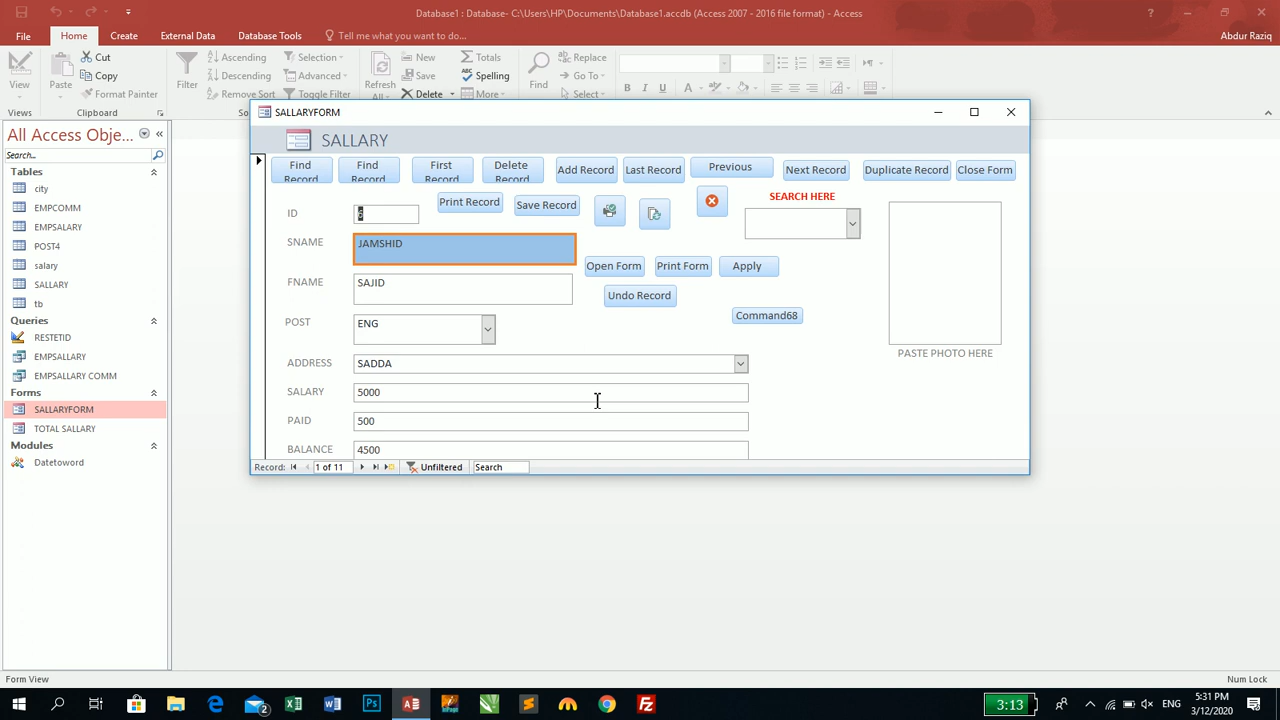 Database1 : Database- C:\Users\HP\Documents\Database1.accdb (Access 2007 - 2016 file format) - Access
File Home Create External Data Database Tools Tell me what you want to do... Abdur Raziq
View
Views
Paste
Cut
Copy
Format Painter
Clipboard
Filter
Ascending
Descending
Remove Sort
Selection
Advanced
Toggle Filter
Refresh
All
New
Save
Delete
Totals
Spelling
More
Find
Replace
Go To
Select
All Access Obje...
Search...
Tables
city
EMPCOMM
EMPSALARY
POST4
salary
SALLARY
tb
Queries
RESTETID
EMPSALLARY
EMPSALLARY COMM
Forms
SALLARYFORM
TOTAL SALLARY
Modules
Datetoword
SALLARYFORM
SALLARY
Find Record
Find Record
First Record
Delete Record
Add Record
Last Record
Previous
Next Record
Duplicate Record
Close Form
Print Record
Save Record
SEARCH HERE
ID 6
SNAME JAMSHID
FNAME SAJID
POST ENG
ADDRESS SADDA
SALARY 5000
PAID 500
BALANCE 4500
Open Form
Print Form
Apply
Undo Record
Command68
PASTE PHOTO HERE
Record: 1 of 11 Unfiltered Search
Form View Num Lock
2
3:13
ENG
5:31 PM
3/12/2020